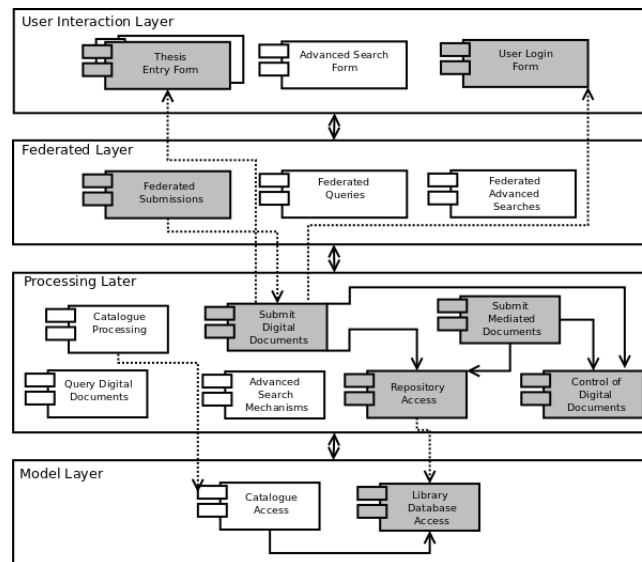 User Interaction Layer
Thesis
Entry Form
Advanced Search
Form
User Login
Form
Federated Layer
Federated
Submissions
Federated
Queries
Federated
Advanced
Searches
Processing Later
Catalogue
Processing
Submit
Digital
Documents
Submit
Mediated
Documents
Query Digital
Documents
Advanced
Search
Mechanisms
Repository
Access
Control of
Digital
Documents
Model Layer
Catalogue
Access
Library
Database
Access